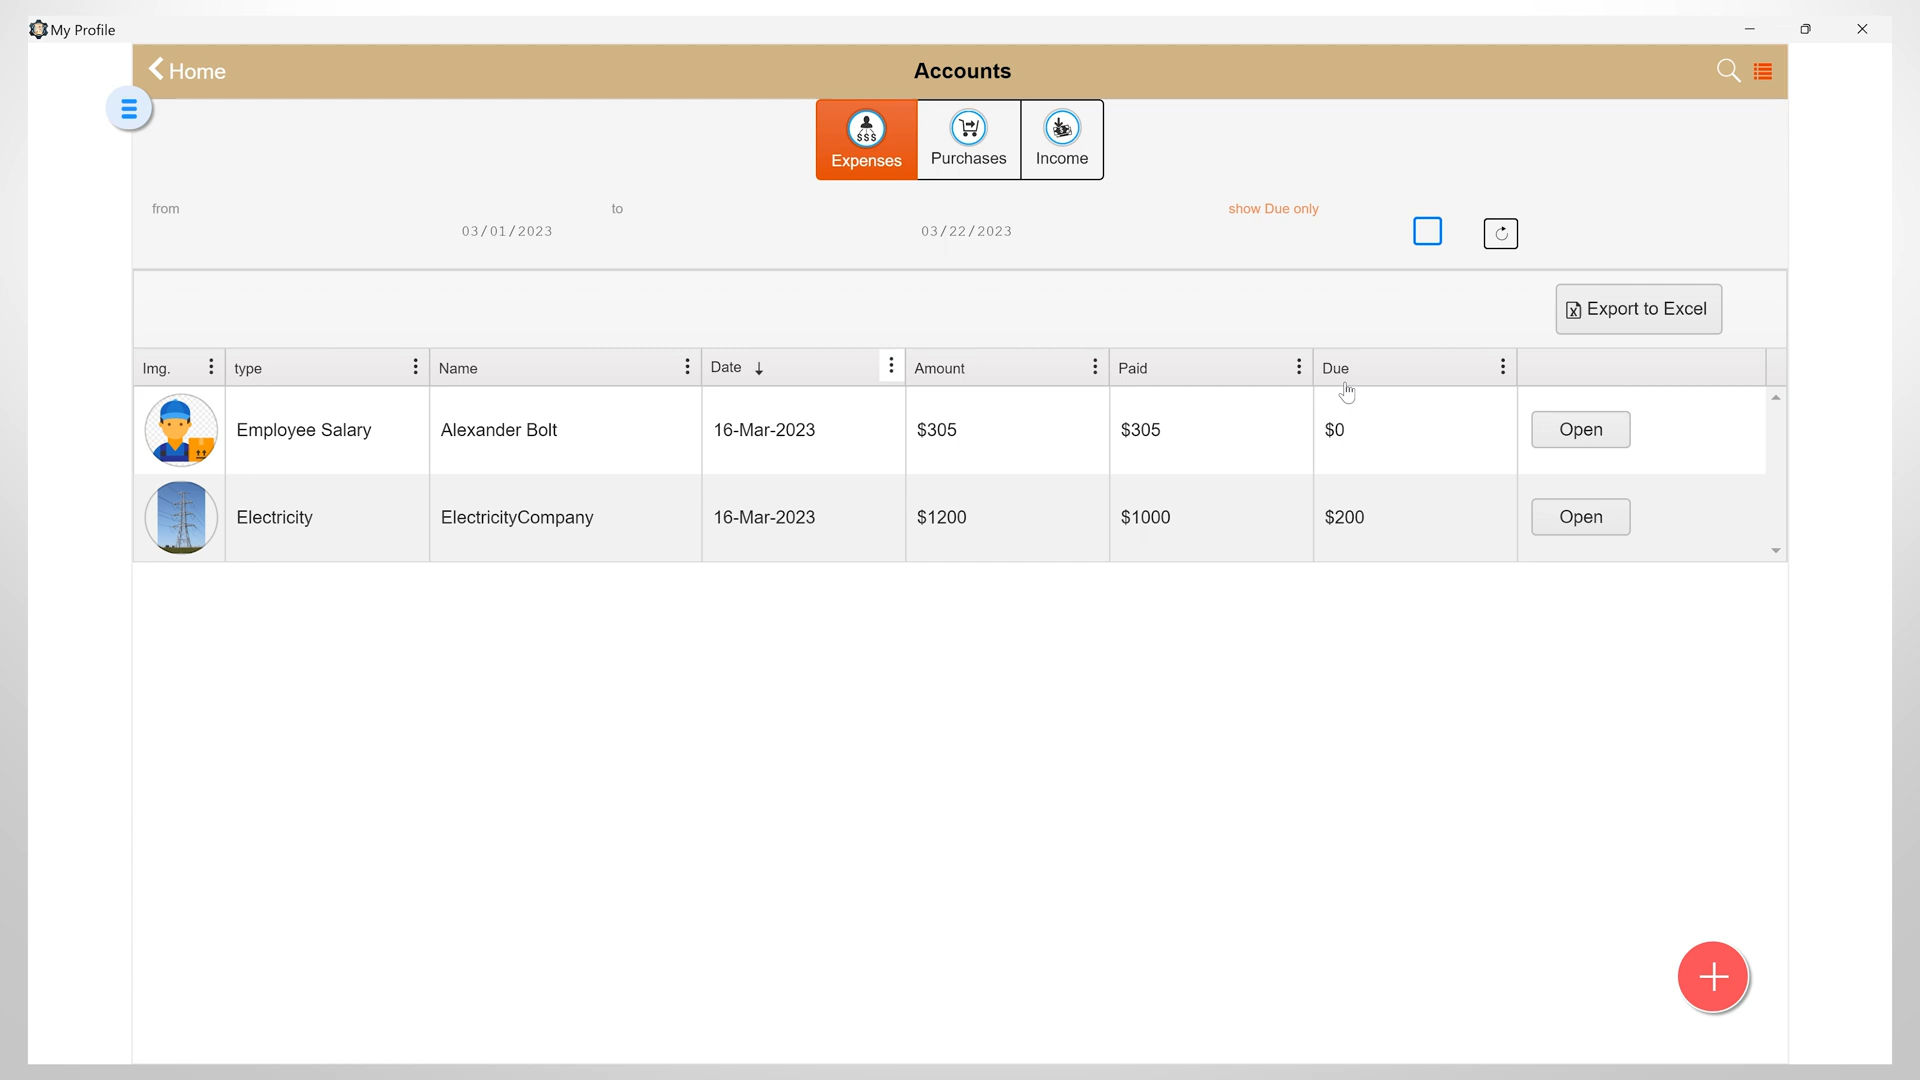 My Profile
Home
Accounts
$$$
Expenses
Purchases
Income
from
to
show Due only
03/01/2023
03/22/2023
Export to Excel
Img. type Name Date Amount Paid Due
Employee Salary Alexander Bolt 16-Mar-2023 $305 $305 $0 Open
Electricity ElectricityCompany 16-Mar-2023 $1200 $1000 $200 Open